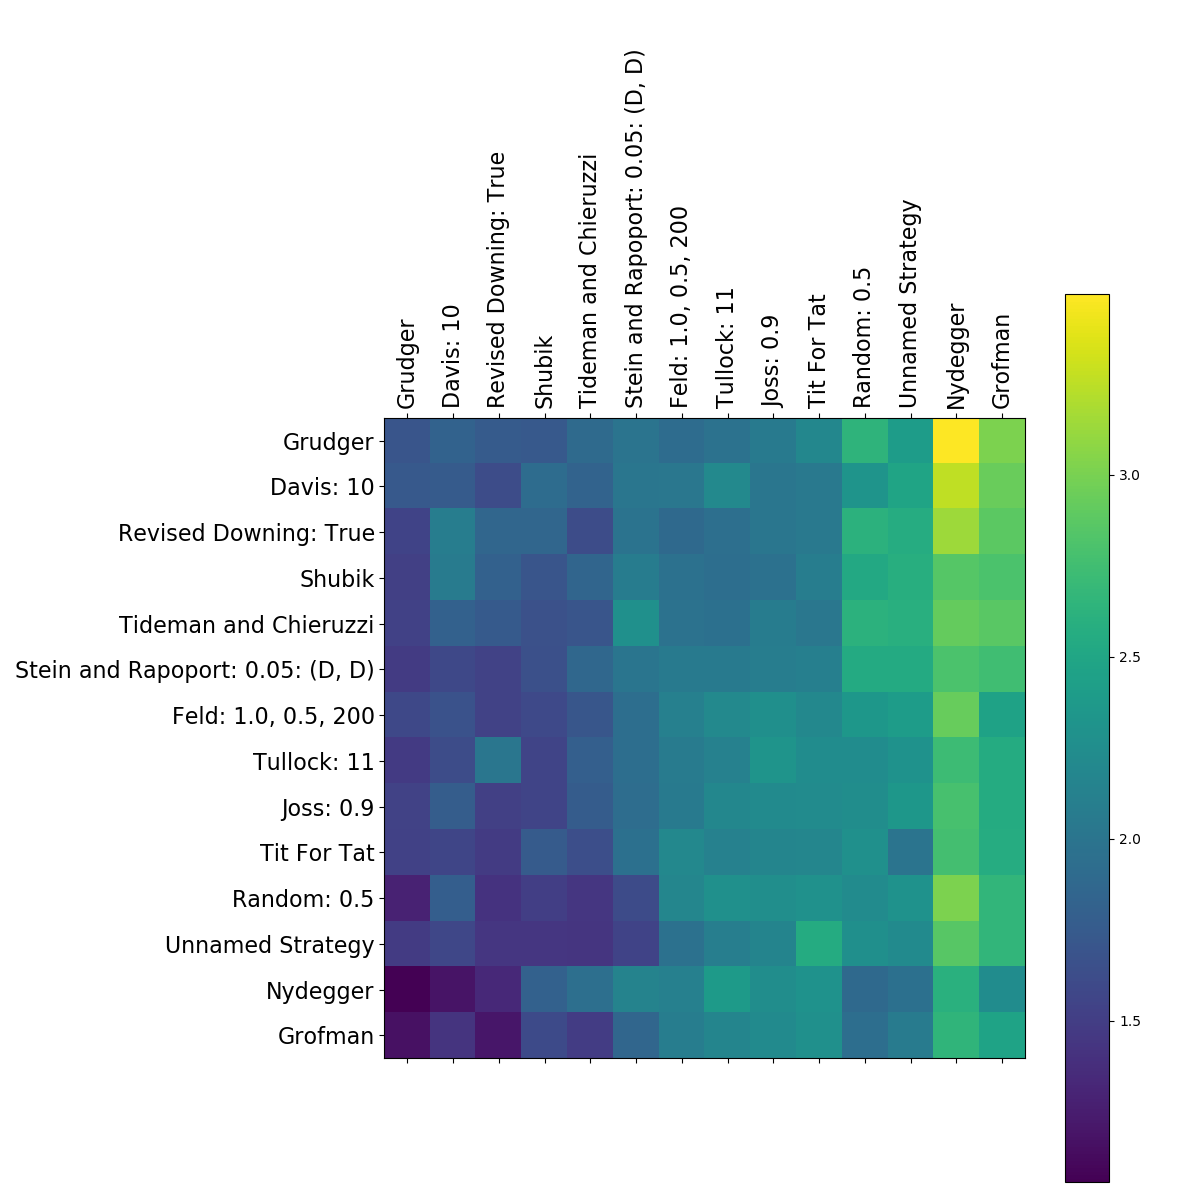 Grudger
Davis: 10
Revised Downing: True
Shubik
Tideman and Chieruzzi
Stein and Rapoport: 0.05: (D, D)
Feld: 1.0, 0.5, 200
Tullock: 11
Joss: 0.9
Tit For Tat
Random: 0.5
Unnamed Strategy
Nydegger
Grofman
Grudger
Davis: 10
Revised Downing: True
Shubik
Tideman and Chieruzzi
Stein and Rapoport: 0.05: (D, D)
Feld: 1.0, 0.5, 200
Tullock: 11
Joss: 0.9
Tit For Tat
Random: 0.5
Unnamed Strategy
Nydegger
Grofman
3.0
2.5
2.0
1.5